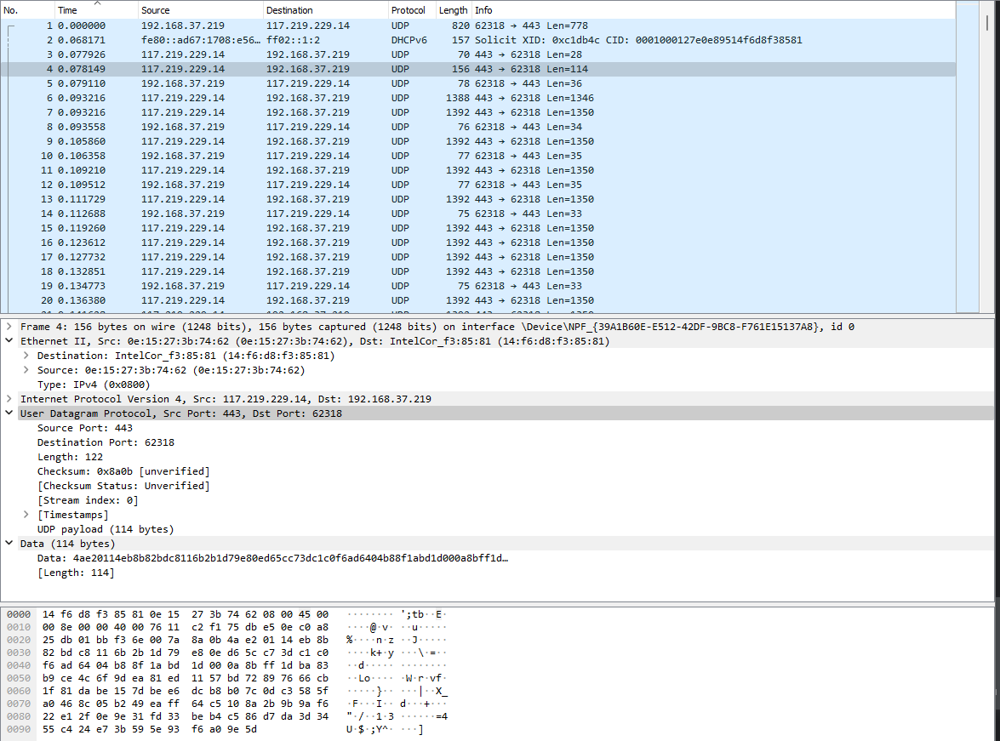 No. Time Source Destination Protocol Length Info
1 0.000000 192.168.37.219 117.219.229.14 UDP 820 62318 → 443 Len=778
2 0.068171 fe80::ad67:1708:e56… ff02::1:2 DHCPv6 157 Solicit XID: 0xc1db4c CID: 0001000127e0e89514f6d8f38581
3 0.077926 117.219.229.14 192.168.37.219 UDP 70 443 → 62318 Len=28
4 0.078149 117.219.229.14 192.168.37.219 UDP 156 443 → 62318 Len=114
5 0.079110 192.168.37.219 117.219.229.14 UDP 78 62318 → 443 Len=36
6 0.093216 117.219.229.14 192.168.37.219 UDP 1388 443 → 62318 Len=1346
7 0.093216 117.219.229.14 192.168.37.219 UDP 1392 443 → 62318 Len=1350
8 0.093558 192.168.37.219 117.219.229.14 UDP 76 62318 → 443 Len=34
9 0.105860 117.219.229.14 192.168.37.219 UDP 1392 443 → 62318 Len=1350
10 0.106358 192.168.37.219 117.219.229.14 UDP 77 62318 → 443 Len=35
11 0.109210 117.219.229.14 192.168.37.219 UDP 1392 443 → 62318 Len=1350
12 0.109512 192.168.37.219 117.219.229.14 UDP 77 62318 → 443 Len=35
13 0.111729 117.219.229.14 192.168.37.219 UDP 1392 443 → 62318 Len=1350
14 0.112688 192.168.37.219 117.219.229.14 UDP 75 62318 → 443 Len=33
15 0.119260 117.219.229.14 192.168.37.219 UDP 1392 443 → 62318 Len=1350
16 0.123612 117.219.229.14 192.168.37.219 UDP 1392 443 → 62318 Len=1350
17 0.127732 117.219.229.14 192.168.37.219 UDP 1392 443 → 62318 Len=1350
18 0.132851 117.219.229.14 192.168.37.219 UDP 1392 443 → 62318 Len=1350
19 0.134773 192.168.37.219 117.219.229.14 UDP 75 62318 → 443 Len=33
20 0.136380 117.219.229.14 192.168.37.219 UDP 1392 443 → 62318 Len=1350
Frame 4: 156 bytes on wire (1248 bits), 156 bytes captured (1248 bits) on interface \Device\NPF_{39A1B60E-E512-42DF-9BC8-F761E15137A8}, id 0
Ethernet II, Src: 0e:15:27:3b:74:62 (0e:15:27:3b:74:62), Dst: IntelCor_f3:85:81 (14:f6:d8:f3:85:81)
Destination: IntelCor_f3:85:81 (14:f6:d8:f3:85:81)
Source: 0e:15:27:3b:74:62 (0e:15:27:3b:74:62)
Type: IPv4 (0x0800)
Internet Protocol Version 4, Src: 117.219.229.14, Dst: 192.168.37.219
User Datagram Protocol, Src Port: 443, Dst Port: 62318
Source Port: 443
Destination Port: 62318
Length: 122
Checksum: 0x8a0b [unverified]
[Checksum Status: Unverified]
[Stream index: 0]
[Timestamps]
UDP payload (114 bytes)
Data (114 bytes)
Data: 4ae20114eb8b82bdc8116b2b1d79e80ed65cc73dc1c0f6ad6404b88f1abd1d000a8bff1d…
[Length: 114]
0000 14 f6 d8 f3 85 81 0e 15 27 3b 74 62 08 00 45 00 ········ ';tb··E·
0010 00 8e 00 00 40 00 76 11 c2 f1 75 db e5 0e c0 a8 ····@·v· ··u·····
0020 25 db 01 bb f3 6e 00 7a 8a 0b 4a e2 01 14 eb 8b %····n·z ··J·····
0030 82 bd c8 11 6b 2b 1d 79 e8 0e d6 5c c7 3d c1 c0 ····k+·y ···\·=··
0040 f6 ad 64 04 b8 8f 1a bd 1d 00 0a 8b ff 1d ba 83 ··d····· ········
0050 b9 ce 4c 6f 9d ea 81 ed 11 57 bd 72 89 76 66 cb ··Lo···· ·W·r·vf·
0060 1f 81 da be 15 7d be e6 dc b8 b0 7c 0d c3 58 5f ·····}·· ···|··X_
0070 a0 46 8c 05 b2 49 ea ff 64 c5 10 8a 2b 9b 9a f6 ·F···I·· d···+···
0080 22 e1 2f 0e 9e 31 fd 33 be b4 c5 86 d7 da 3d 34 "·/··1·3 ······=4
0090 55 c4 24 e7 3b 59 5e 93 f6 a0 9e 5d U·$·;Y^· ···]